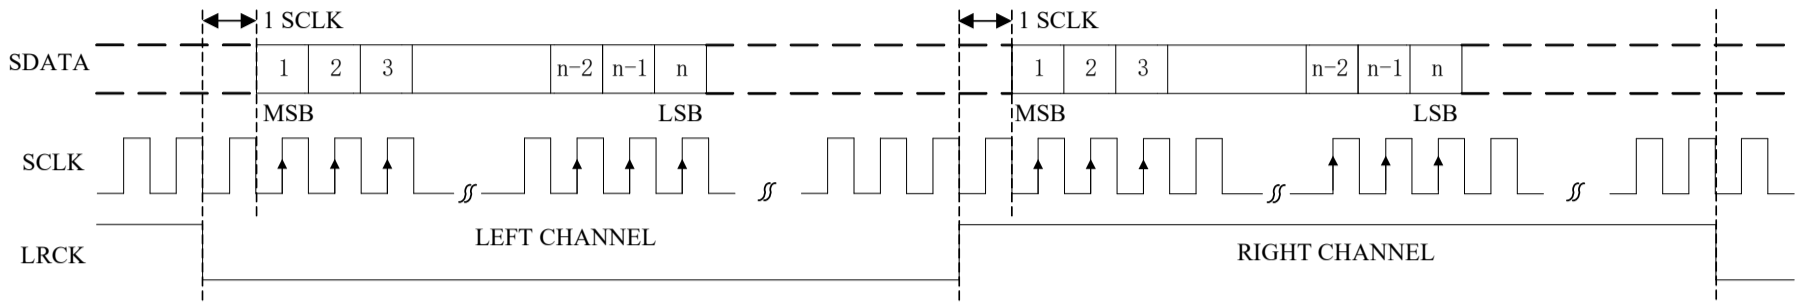 1 SCLK 1 SCLK
SDATA 1 2 3 n-2 n-1 n 1 2 3 n-2 n-1 n
MSB LSB MSB LSB
SCLK
LEFT CHANNEL RIGHT CHANNEL
LRCK